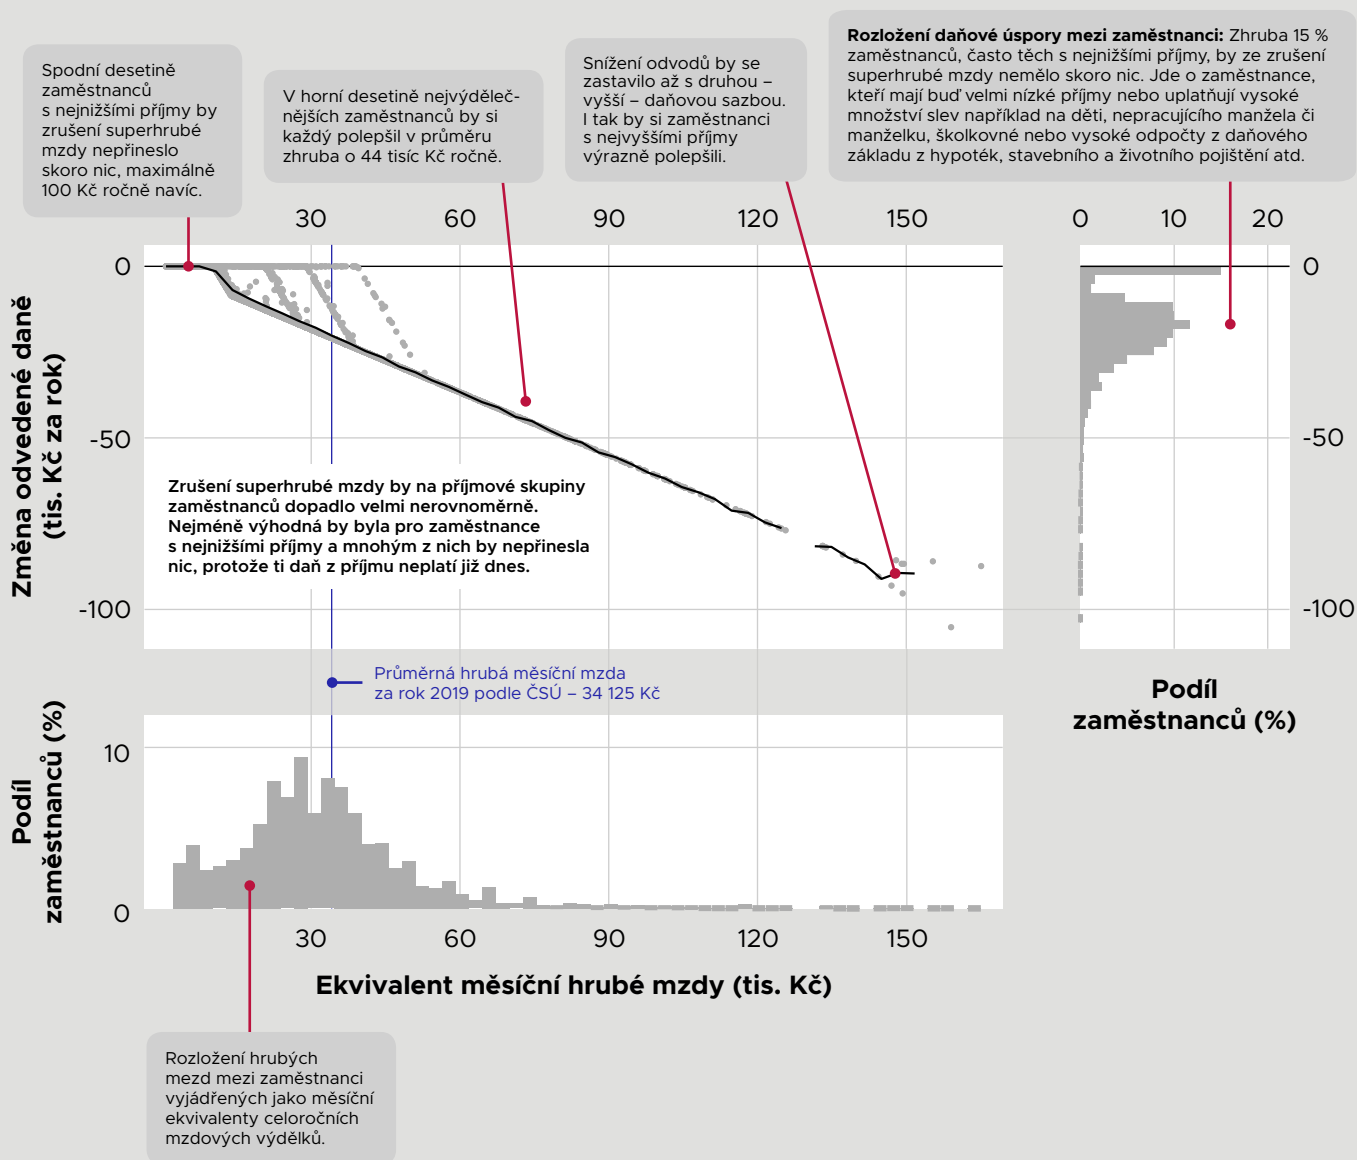 Spodní desetině
zaměstnanců
s nejnižšími příjmy by
zrušení superhrubé
mzdy nepřineslo
skoro nic, maximálně
100 Kč ročně navíc.
V horní desetině nejvýděleč-
nějších zaměstnanců by si
každý polepšil v průměru
zhruba o 44 tisíc Kč ročně.
Snížení odvodů by se
zastavilo až s druhou –
vyšší – daňovou sazbou.
I tak by si zaměstnanci
s nejvyššími příjmy
výrazně polepšili.
Rozložení daňové úspory mezi zaměstnanci: Zhruba 15 %
zaměstnanců, často těch s nejnižšími příjmy, by ze zrušení
superhrubé mzdy nemělo skoro nic. Jde o zaměstnance,
kteří mají buď velmi nízké příjmy nebo uplatňují vysoké
množství slev například na děti, nepracujícího manžela či
manželku, školkovné nebo vysoké odpočty z daňového
základu z hypoték, stavebního a životního pojištění atd.
30 60 90 120 150
0 10 20
Změna odvedené daně
(tis. Kč za rok)
0
-50
-100
0
-50
-100
Zrušení superhrubé mzdy by na příjmové skupiny
zaměstnanců dopadlo velmi nerovnoměrně.
Nejméně výhodná by byla pro zaměstnance
s nejnižšími příjmy a mnohým z nich by nepřinesla
nic, protože ti daň z příjmu neplatí již dnes.
Průměrná hrubá měsíční mzda
za rok 2019 podle ČSÚ – 34 125 Kč
Podíl
zaměstnanců (%)
Podíl
zaměstnanců (%)
10
0
30 60 90 120 150
Ekvivalent měsíční hrubé mzdy (tis. Kč)
Rozložení hrubých
mezd mezi zaměstnanci
vyjádřených jako měsíční
ekvivalenty celoročních
mzdových výdělků.